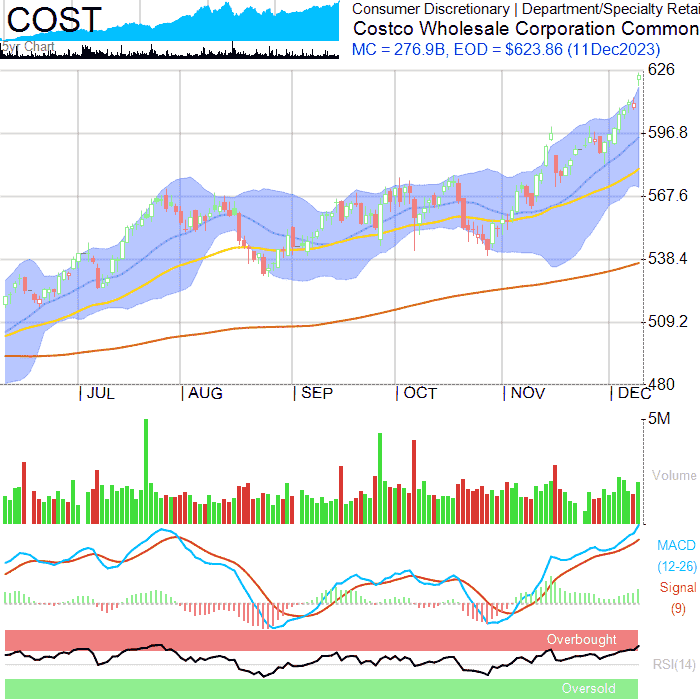 COST
5yr Chart
Consumer Discretionary | Department/Specialty Retai
Costco Wholesale Corporation Common
MC = 276.9B, EOD = $623.86 (11Dec2023)
626
596.8
567.6
538.4
509.2
480
JUL AUG SEP OCT NOV DEC
5M
Volume
MACD
(12-26)
Signal
(9)
Overbought
RSI(14)
Oversold